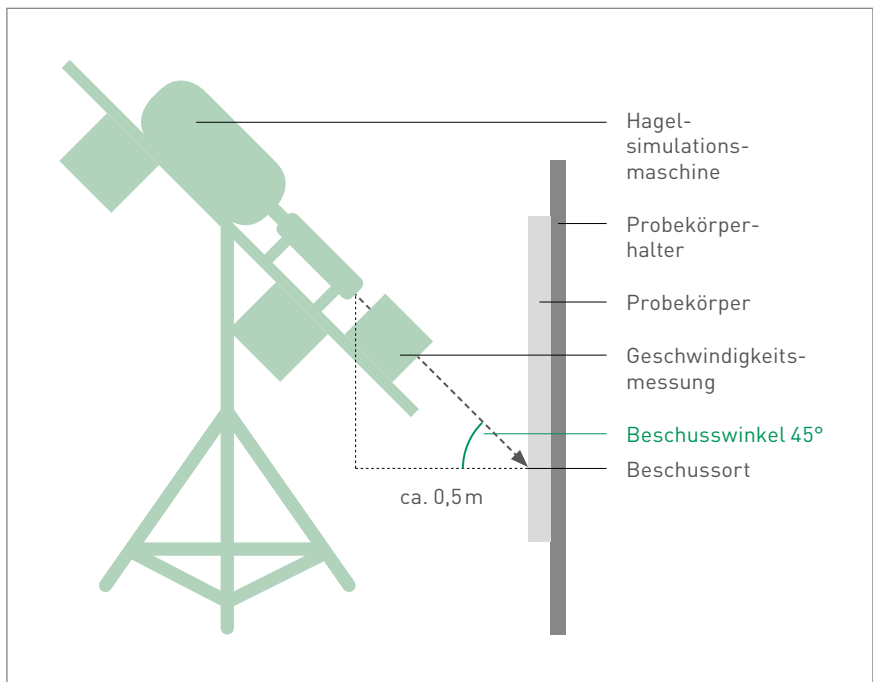 Hagel-
simulations-
maschine
Probekörper-
halter
Probekörper
Geschwindigkeits-
messung
Beschusswinkel 45°
Beschussort
ca. 0,5 m